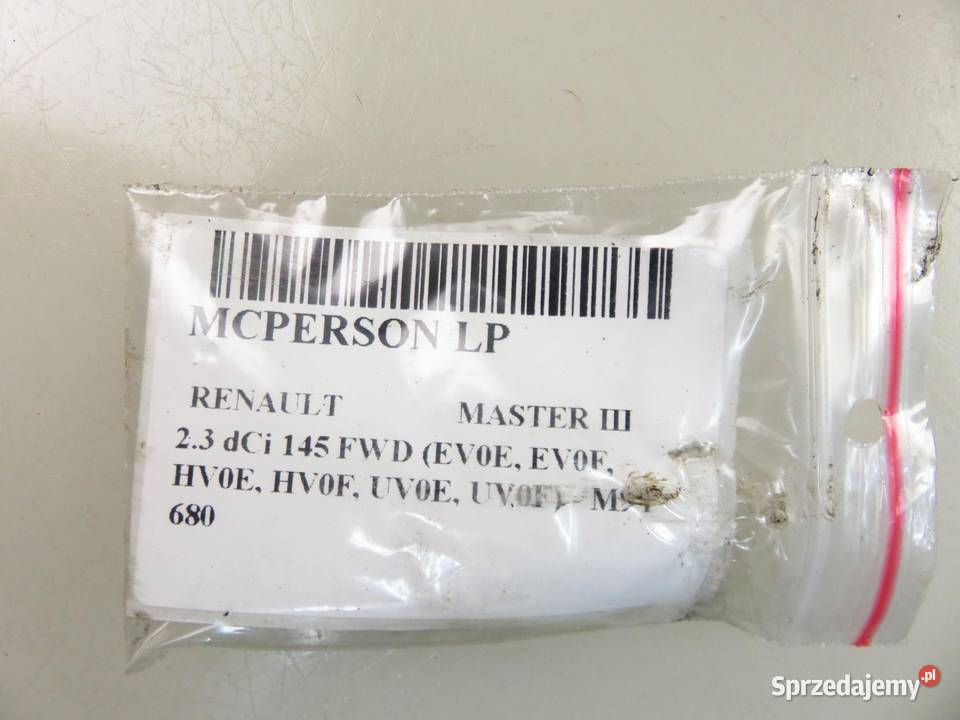 MCPERSON LP
RENAULT MASTER III
2.3 dCi 145 FWD (EV0E, EV0F,
HV0E, HV0F, UV0E, UV0F)
680
Sprzedajemy.pl